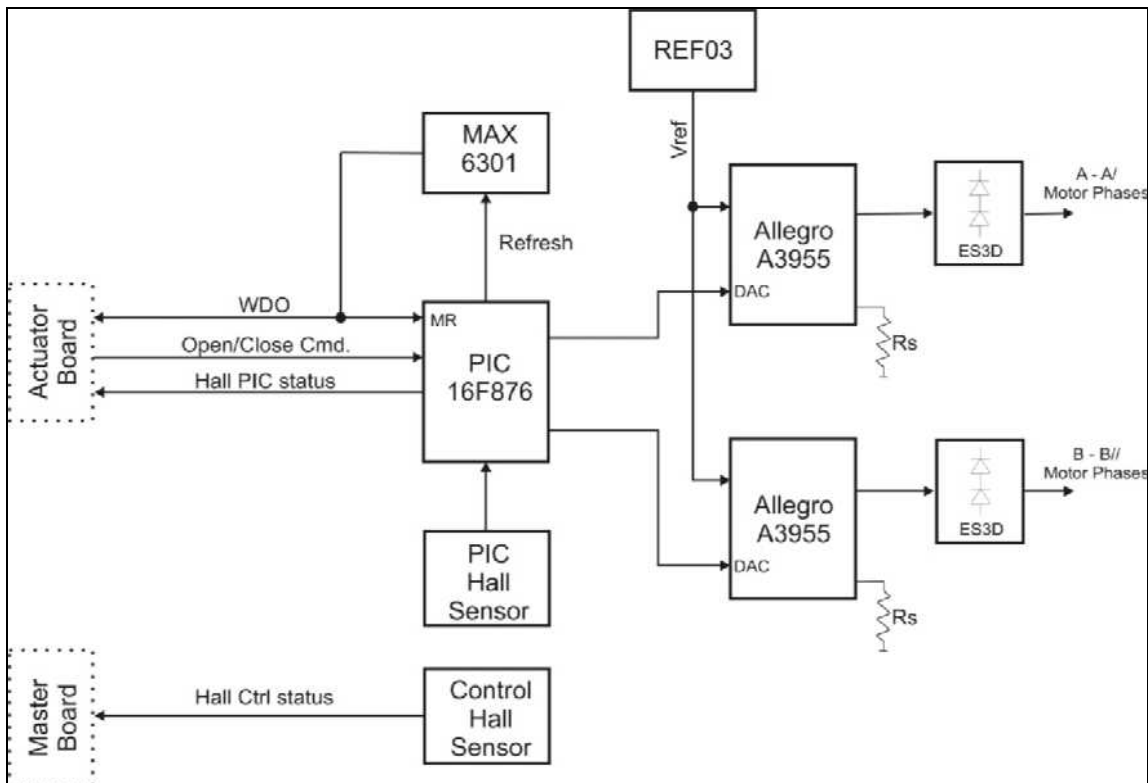 REF03
MAX
6301
Vref
A - A/
Motor Phases
Allegro
A3955
ES3D
Refresh
DAC
WDO
MR
Actuator
Board
Open/Close Cmd.
PIC
16F876
Rs
Hall PIC status
B - B//
Motor Phases
Allegro
A3955
ES3D
DAC
PIC
Hall
Sensor
Rs
Master
Board
Hall Ctrl status
Control
Hall
Sensor